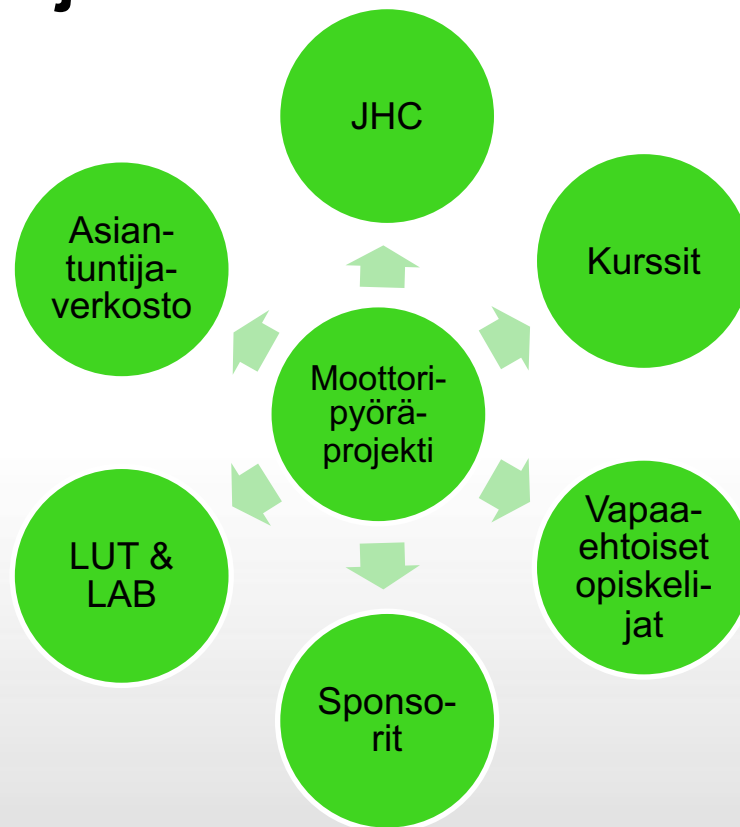 JHC
Kurssit
Vapaa-
ehtoiset
opiskeli-
jat
Sponso-
rit
LUT &
LAB
Asian-
tuntija-
verkosto
Moottori-
pyörä-
projekti